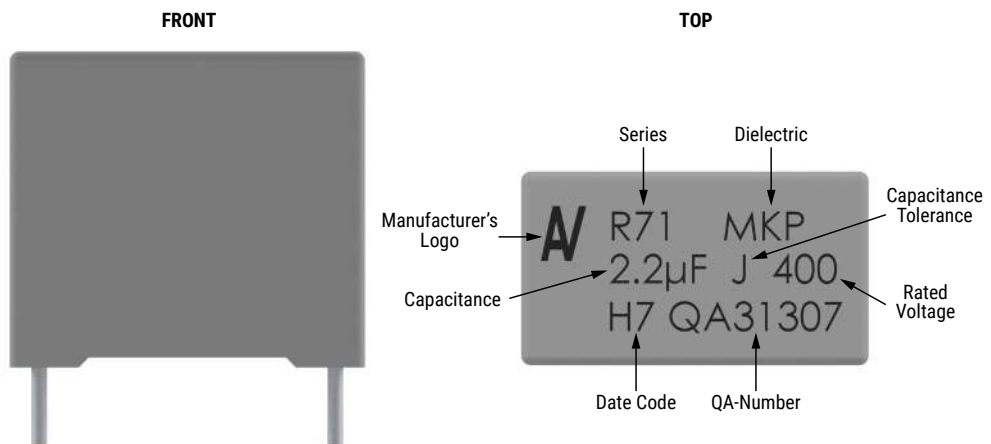 FRONT
TOP
Series
Dielectric
Capacitance
Tolerance
Manufacturer's
Logo
R71 MKP
2.2µF J 400
H7 QA31307
Capacitance
Rated
Voltage
Date Code
QA-Number